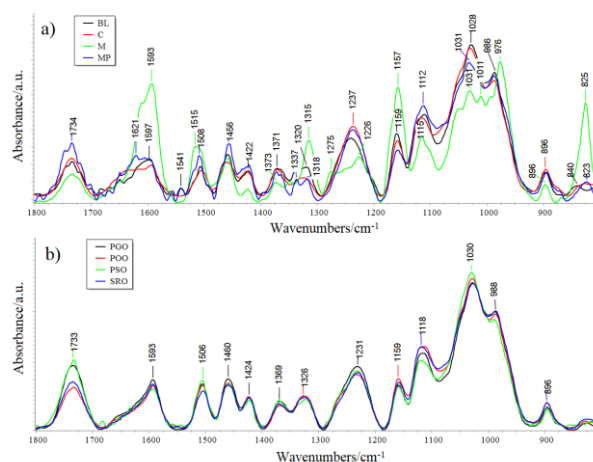 a)
BL
C
M
MP
1734
1621
1593
1597
1541
1515
1508
1456
1422
1373
1371
1337
1320
1315
1318
1275
1237
1226
1157
1159
1112
1115
1031
1028
1031
1011
986
976
896
896
840
825
823
Absorbance/a.u.
1800 1700 1600 1500 1400 1300 1200 1100 1000 900
Wavenumbers/cm-1
b)
PGO
POO
PSO
SRO
1733
1593
1506
1460
1424
1369
1326
1231
1159
1118
1030
988
896
Absorbance/a.u.
1800 1700 1600 1500 1400 1300 1200 1100 1000 900
Wavenumbers/cm-1